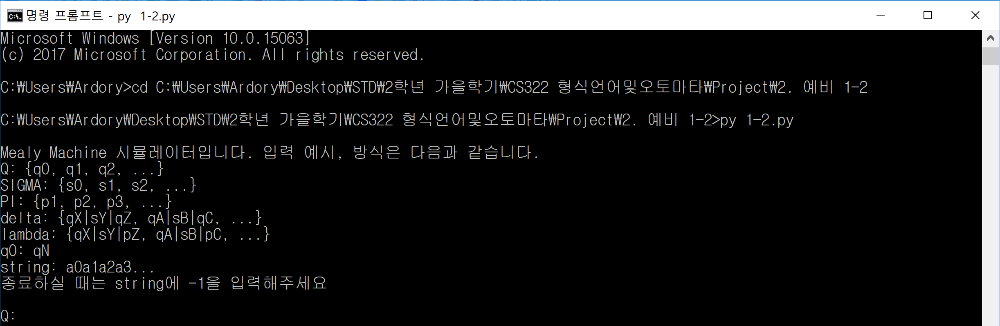 명령 프롬프트 - py  1-2.py
Microsoft Windows [Version 10.0.15063]
(c) 2017 Microsoft Corporation. All rights reserved.
C:₩Users₩Ardory>cd C:₩Users₩Ardory₩Desktop₩STD₩2학년 가을학기₩CS322 형식언어및오토마타₩Project₩2. 예비 1-2
C:₩Users₩Ardory₩Desktop₩STD₩2학년 가을학기₩CS322 형식언어및오토마타₩Project₩2. 예비 1-2>py 1-2.py
Mealy Machine 시뮬레이터입니다. 입력 예시, 방식은 다음과 같습니다.
Q: {q0, q1, q2, ...}
SIGMA: {s0, s1, s2, ...}
PI: {p1, p2, p3, ...}
delta: {qX|sY|qZ, qA|sB|qC, ...}
lambda: {qX|sY|pZ, qA|sB|pC, ...}
q0: qN
string: a0a1a2a3...
종료하실 때는 string에 -1을 입력해주세요
Q: